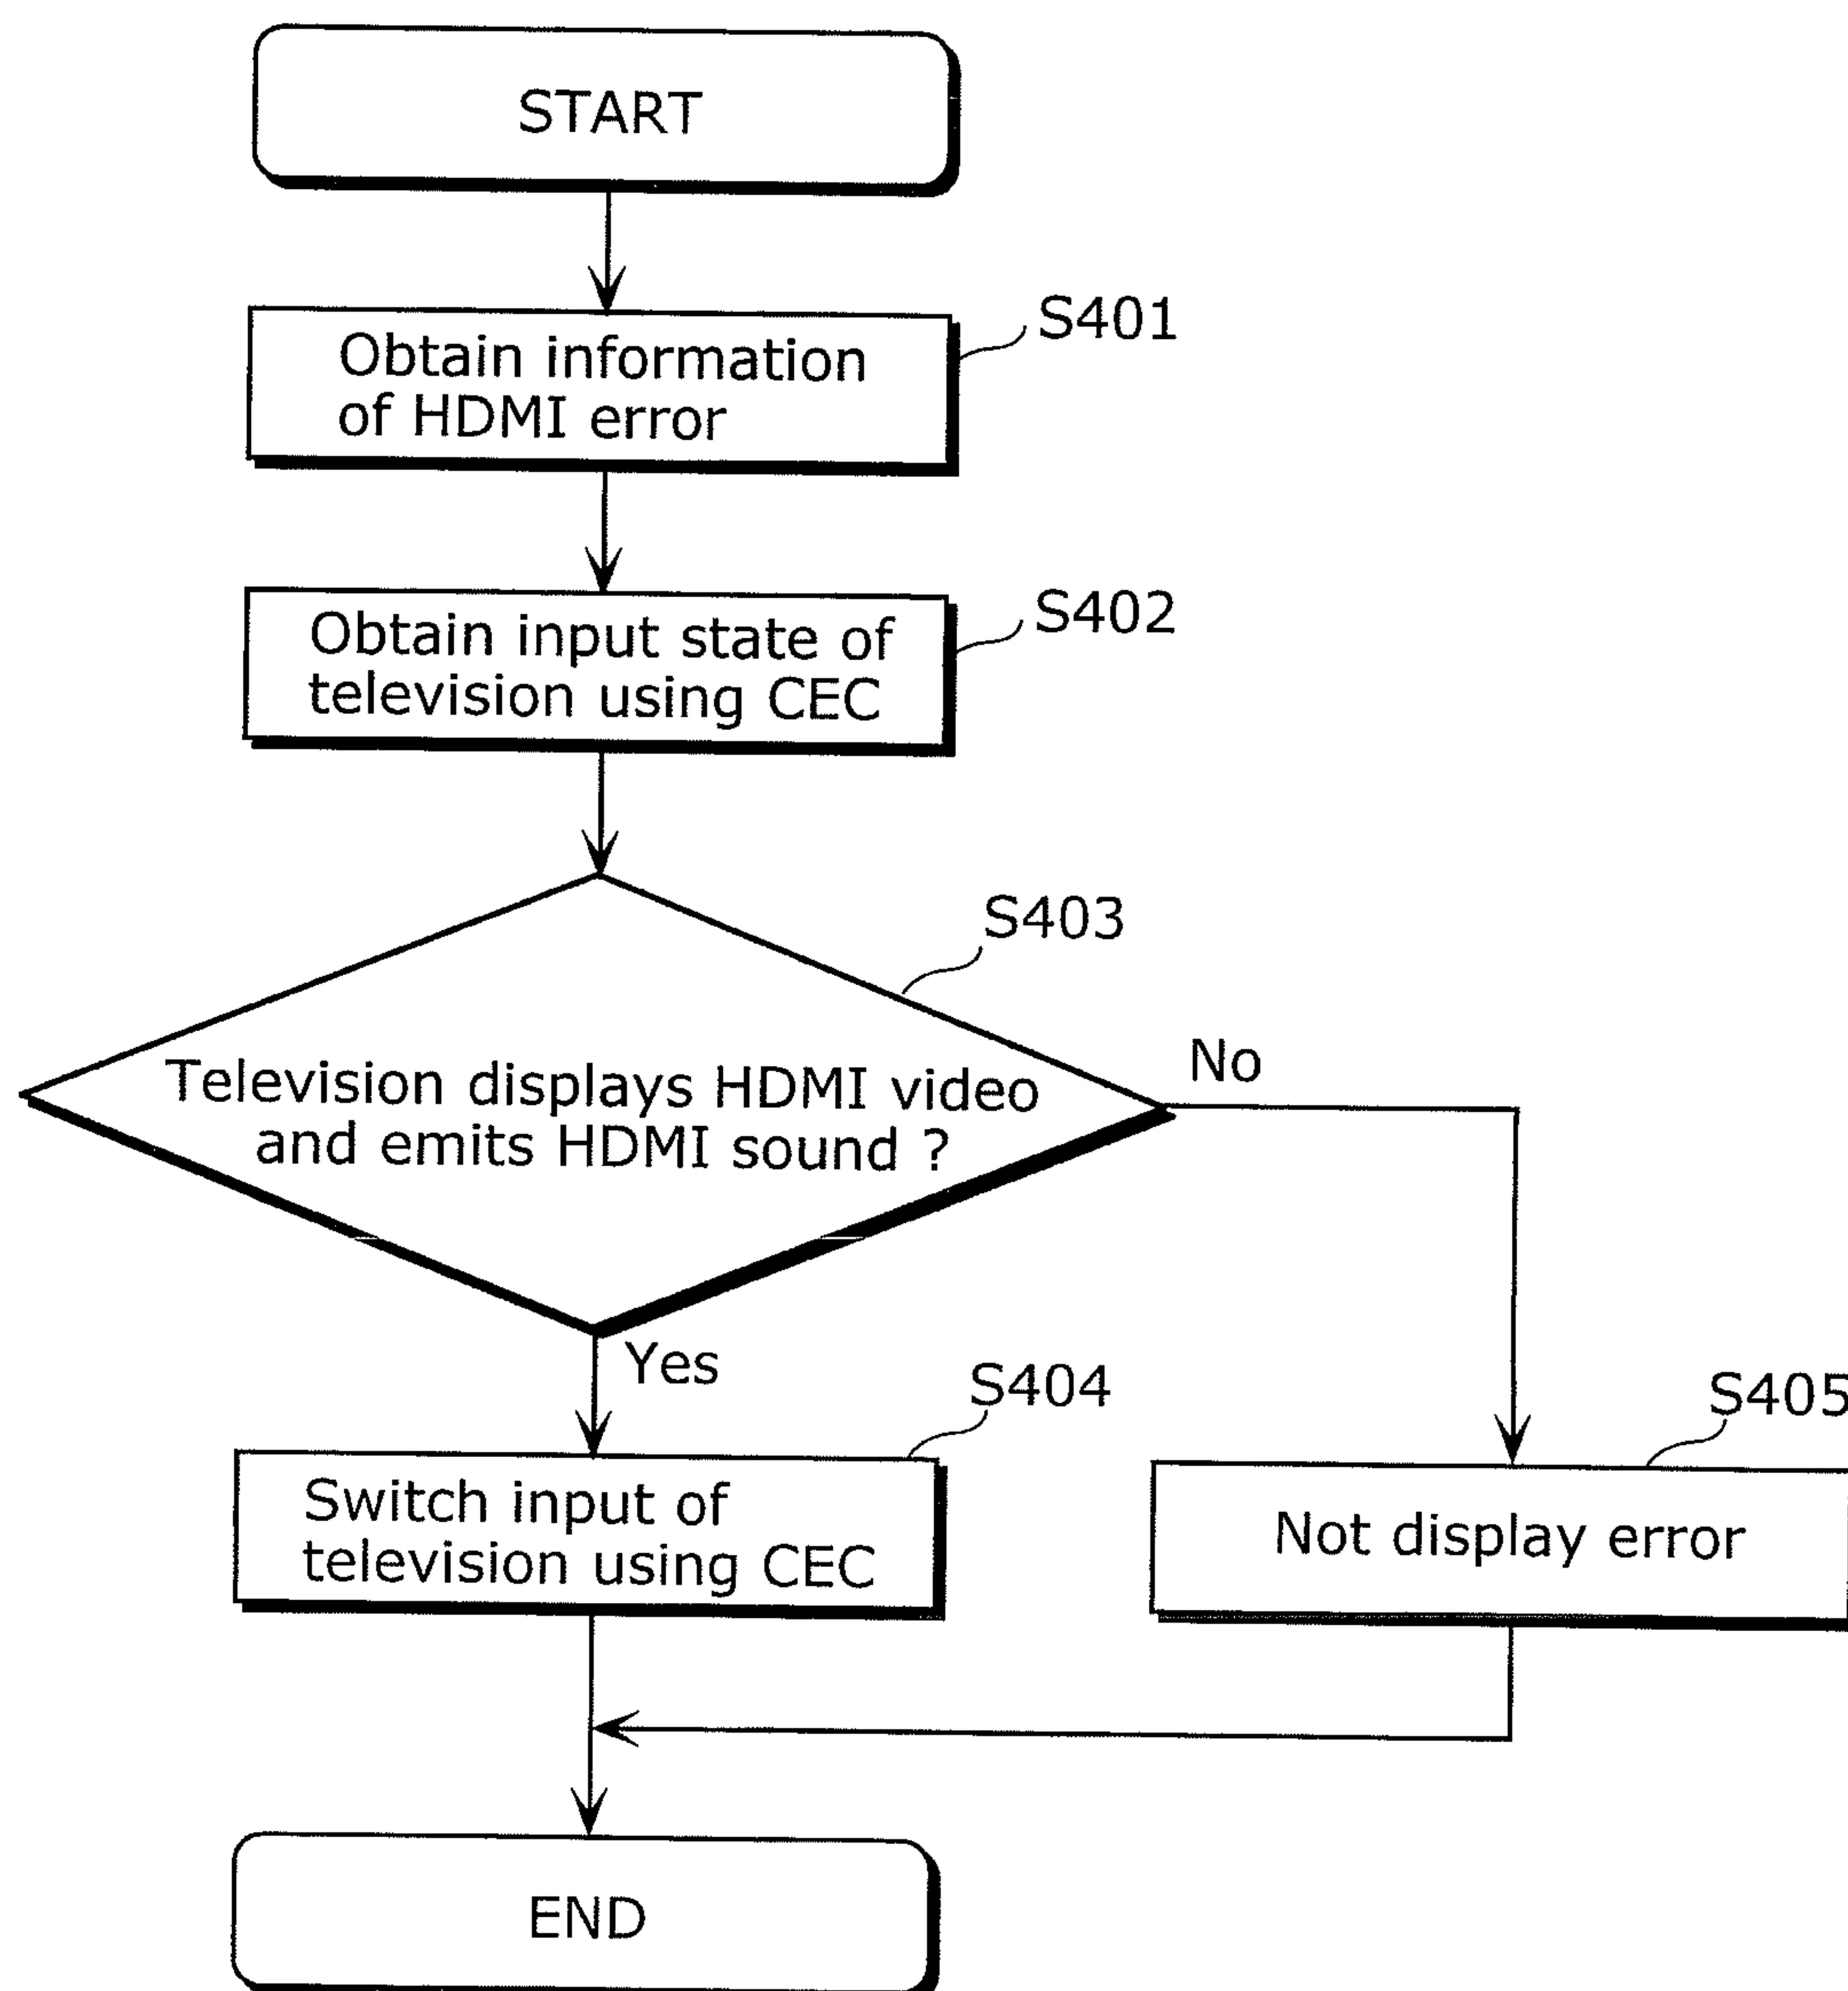 START
S401
Obtain information
of HDMI error
S402
Obtain input state of
television using CEC
S403
Television displays HDMI video
and emits HDMI sound ?
No
Yes
S404
Switch input of
television using CEC
S405
Not display error
END